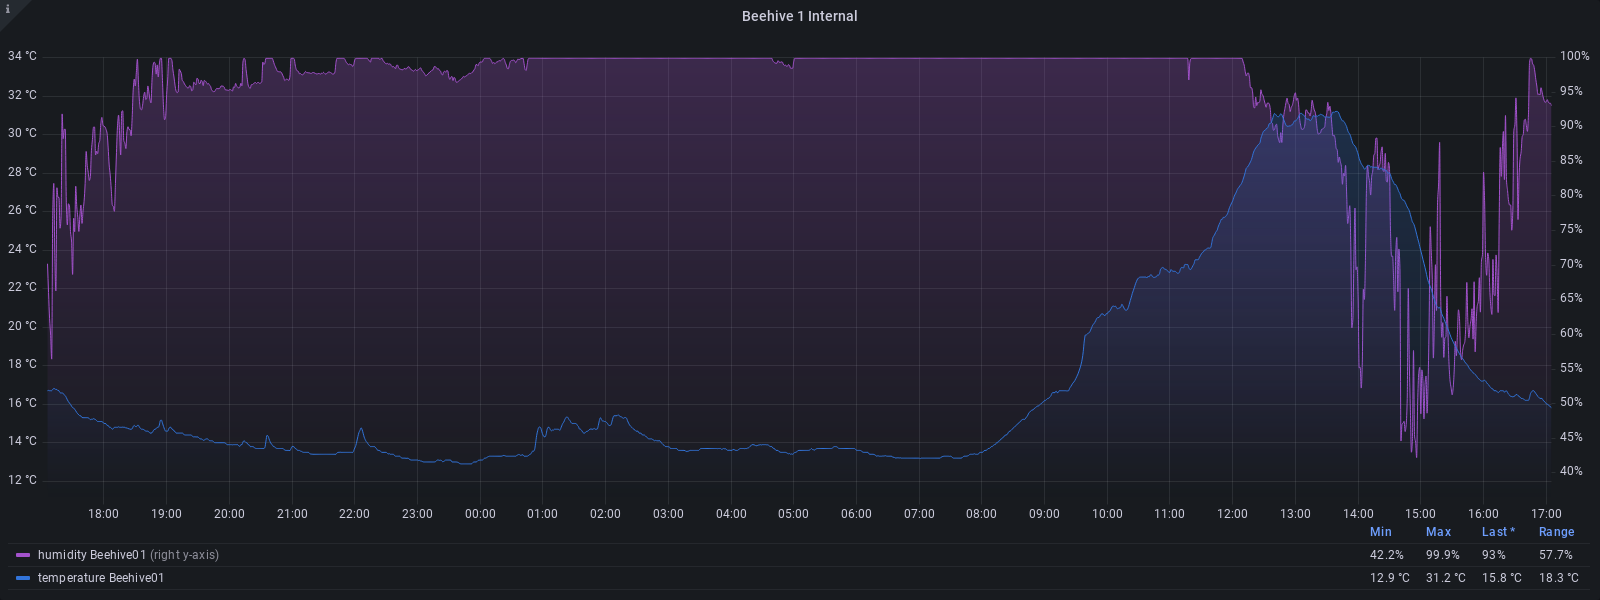 i
Beehive 1 Internal
34 °C 100%
32 °C 95%
30 °C 90%
28 °C 85%
26 °C 80%
24 °C 75%
22 °C 70%
20 °C 65%
18 °C 60%
16 °C 55%
14 °C 50%
12 °C 45%
40%
18:00 19:00 20:00 21:00 22:00 23:00 00:00 01:00 02:00 03:00 04:00 05:00 06:00 07:00 08:00 09:00 10:00 11:00 12:00 13:00 14:00 15:00 16:00 17:00
Min Max Last * Range
humidity Beehive01 (right y-axis) 42.2% 99.9% 93% 57.7%
temperature Beehive01 12.9 °C 31.2 °C 15.8 °C 18.3 °C